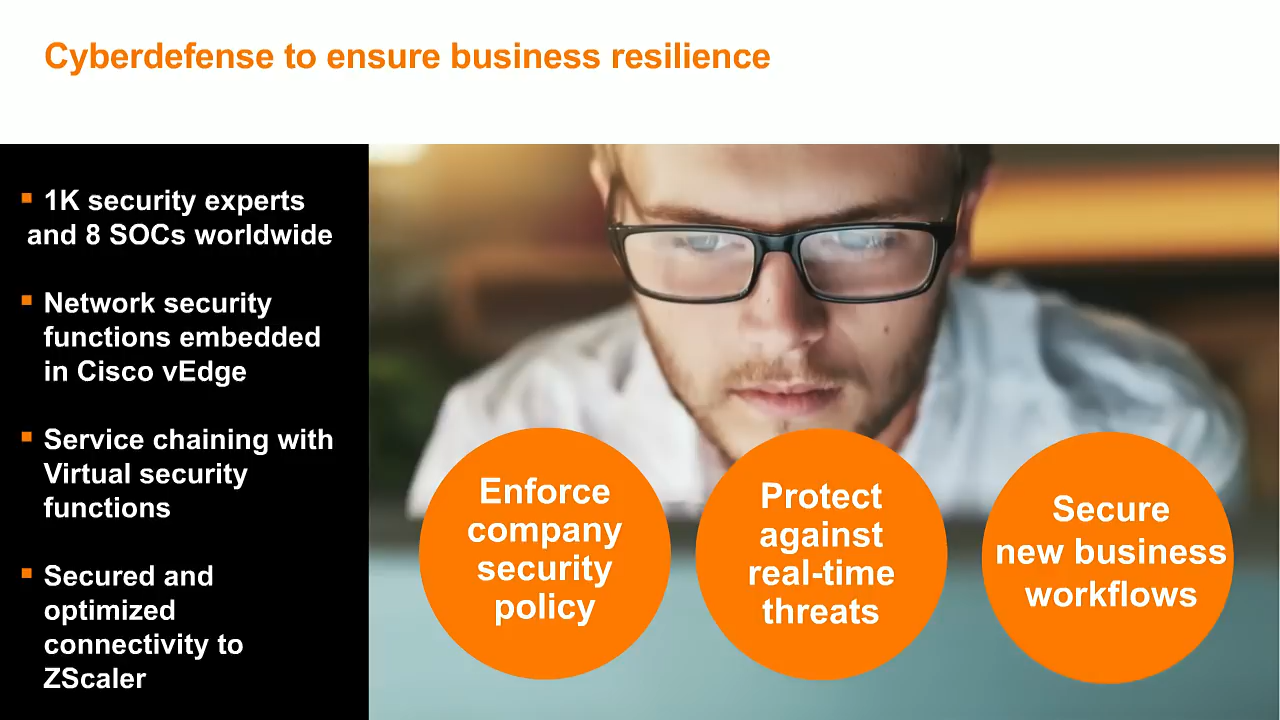 Cyberdefense to ensure business resilience
1K security experts
and 8 SOCs worldwide
Network security
functions embedded
in Cisco vEdge
Service chaining with
Virtual security
functions
Secured and
optimized
connectivity to
ZScaler
Enforce
company
security
policy
Protect
against
real-time
threats
Secure
new business
workflows